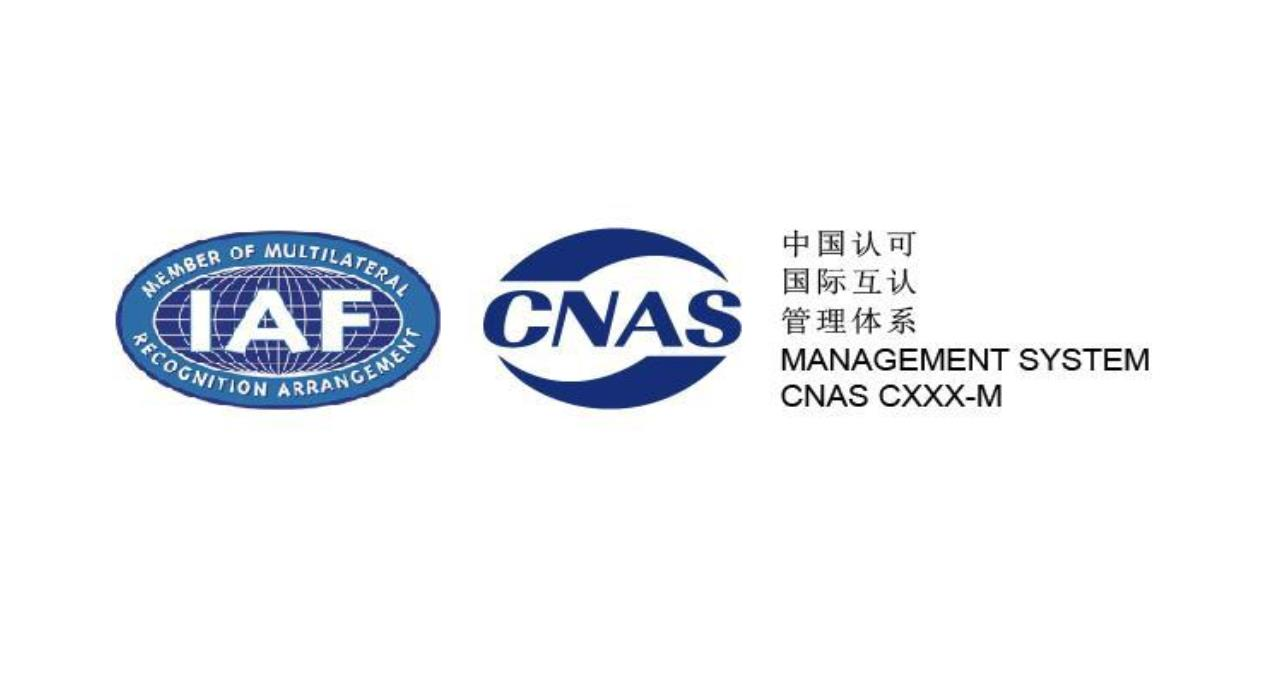 MEMBER OF MULTILATERAL
IAF
RECOGNITION ARRANGEMENT
CNAS
中国认可
国际互认
管理体系
MANAGEMENT SYSTEM
CNAS CXXX-M